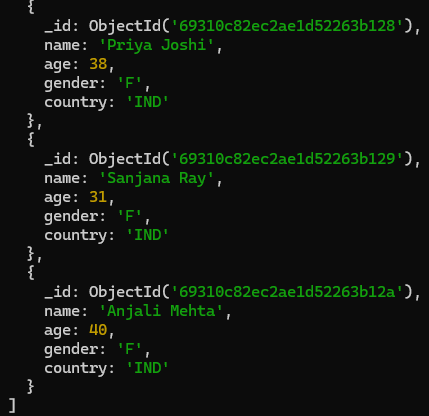 {
_id: ObjectId('69310c82ec2ae1d52263b128'),
name: 'Priya Joshi',
age: 38,
gender: 'F',
country: 'IND'
},
{
_id: ObjectId('69310c82ec2ae1d52263b129'),
name: 'Sanjana Ray',
age: 31,
gender: 'F',
country: 'IND'
},
{
_id: ObjectId('69310c82ec2ae1d52263b12a'),
name: 'Anjali Mehta',
age: 40,
gender: 'F',
country: 'IND'
}
]